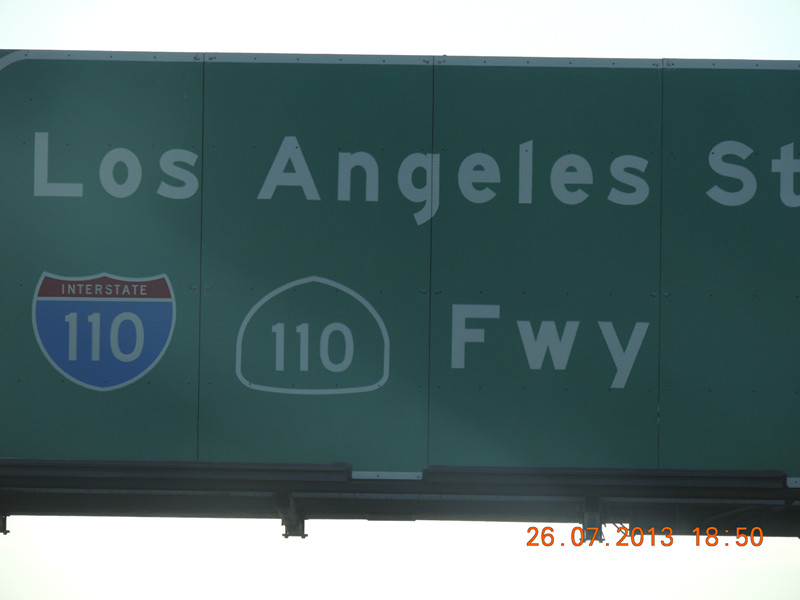 Los Angeles St
INTERSTATE
110 110 Fwy
26.07.2013 18:50